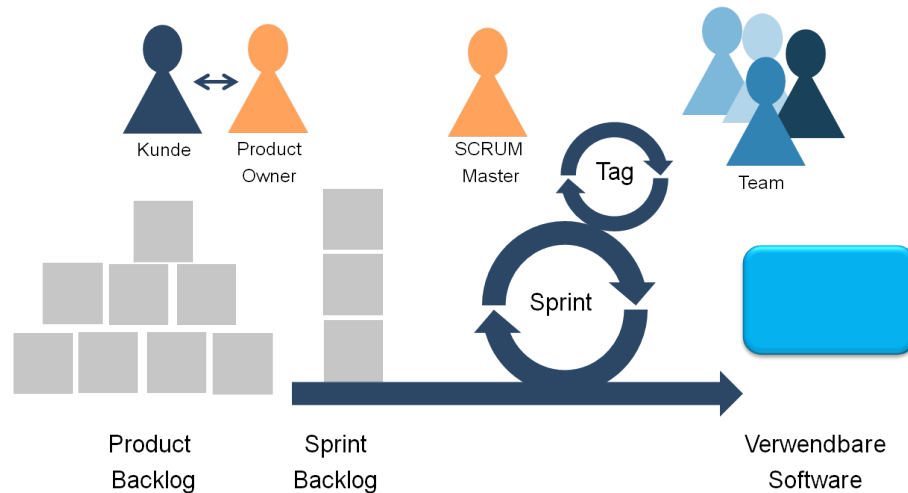 Kunde
Product
Owner
SCRUM
Master
Tag
Team
Sprint
Product
Backlog
Sprint
Backlog
Verwendbare
Software